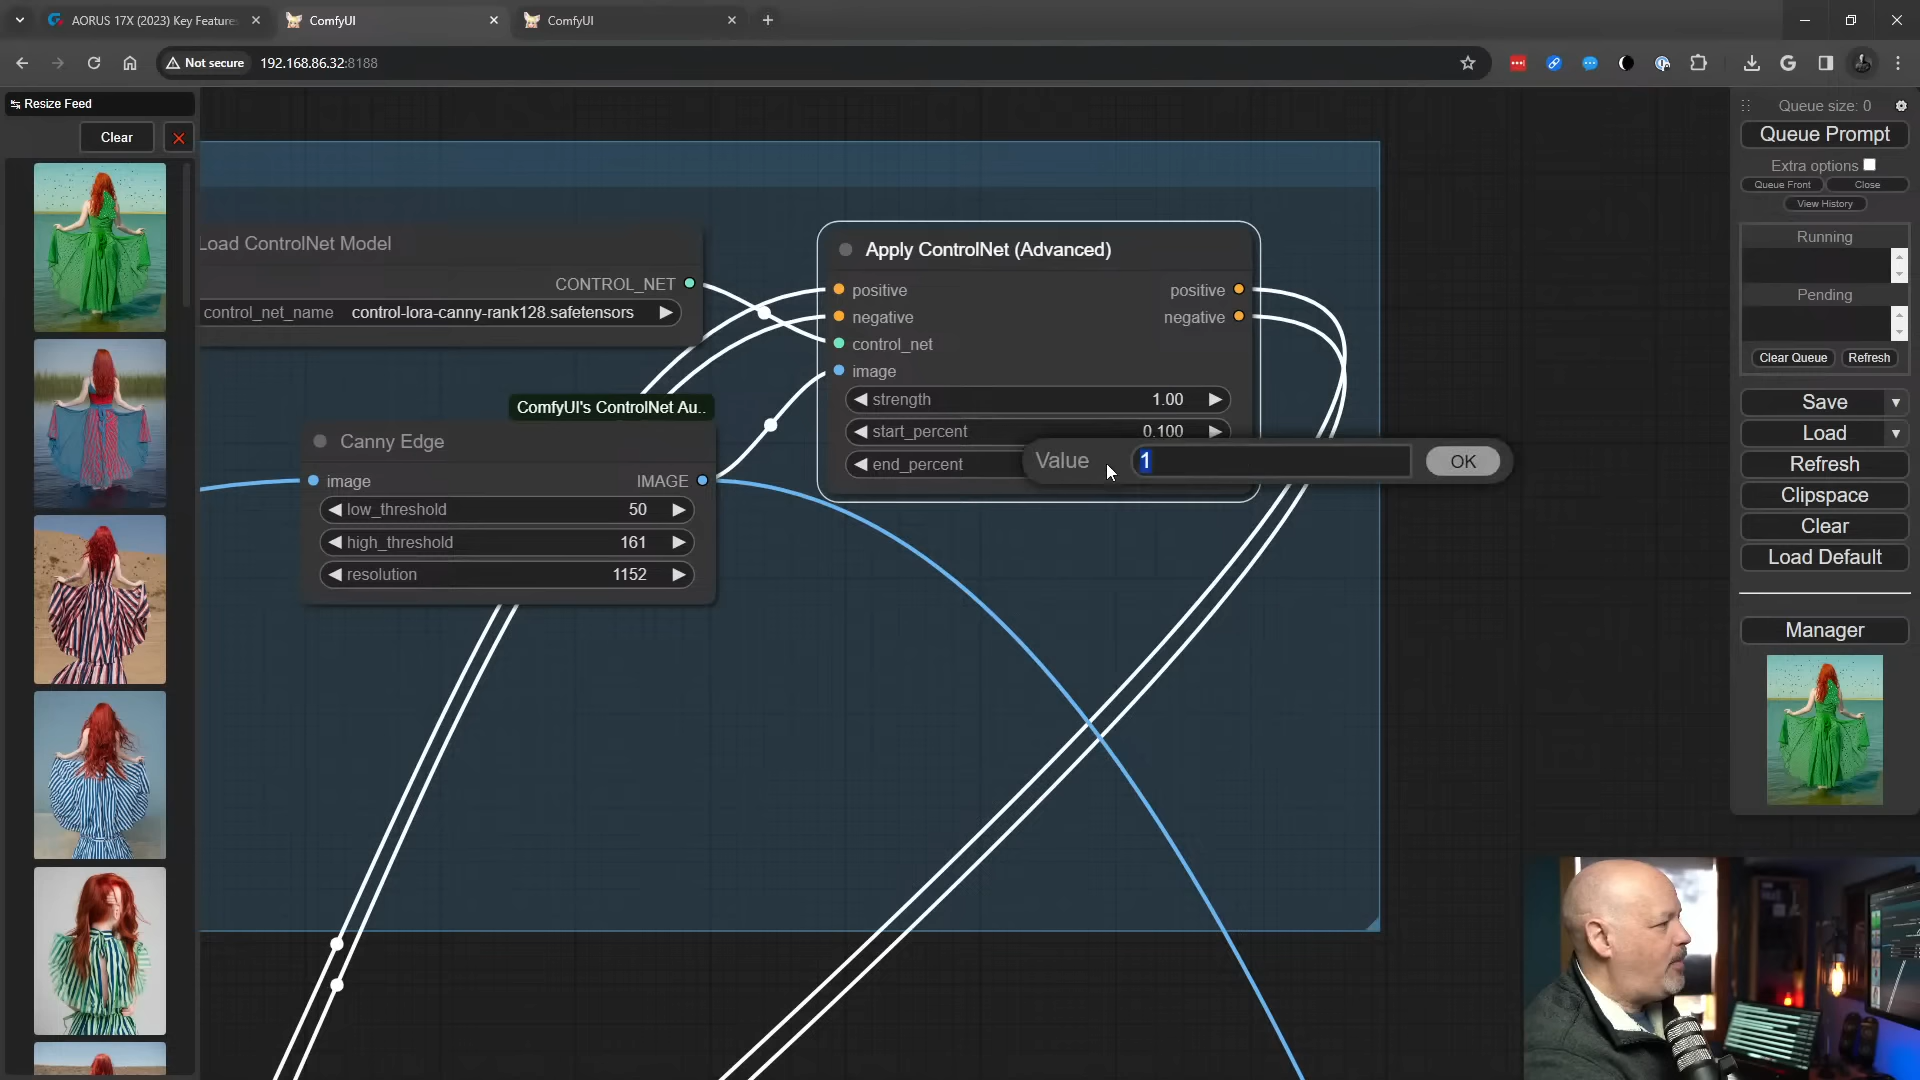 AORUS 17X (2023) Key Feature
ComfyUI
ComfyUI
Not secure
192.168.86.32:8188
Resize Feed
Clear
Load ControlNet Model
CONTROL_NET
control_net_name control-lora-canny-rank128.safetensors
ComfyUI's ControlNet Au..
Canny Edge
image IMAGE
low_threshold 50
high_threshold 161
resolution 1152
Apply ControlNet (Advanced)
positive positive
negative negative
control_net
image
strength 1.00
start_percent 0.100
end_percent
Value 1 OK
Queue size: 0
Queue Prompt
Extra options
Queue Front Close
View History
Running
Pending
Clear Queue Refresh
Save
Load
Refresh
Clipspace
Clear
Load Default
Manager